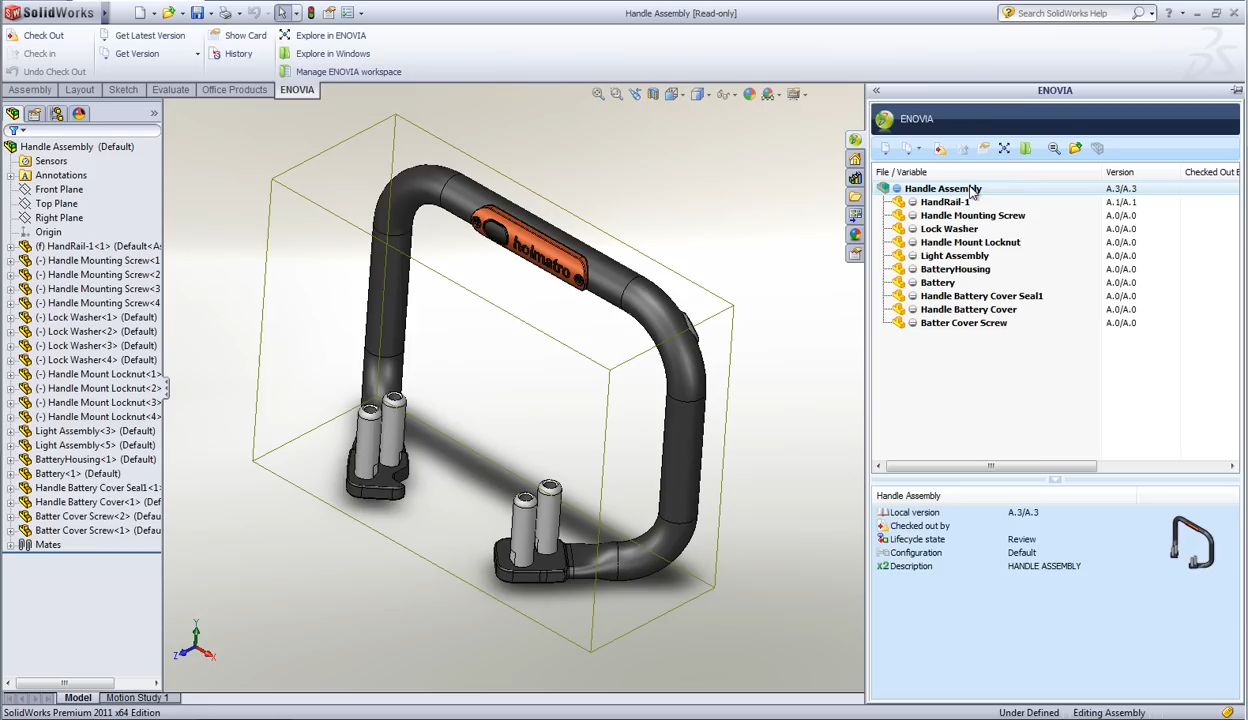 SolidWorks
Handle Assembly [Read-only]
Search SolidWorks Help
Check Out
Get Latest Version
Show Card
Explore in ENOVIA
Check in
Get Version
History
Explore in Windows
Undo Check Out
Manage ENOVIA workspace
Assembly
Layout
Sketch
Evaluate
Office Products
ENOVIA
Handle Assembly (Default)
Sensors
Annotations
Front Plane
Top Plane
Right Plane
Origin
(f) HandRail-1<1> (Default<As
(-) Handle Mounting Screw<1
(-) Handle Mounting Screw<2
(-) Handle Mounting Screw<3
(-) Handle Mounting Screw<4
(-) Lock Washer<1> (Default)
(-) Lock Washer<2> (Default)
(-) Lock Washer<3> (Default)
(-) Lock Washer<4> (Default)
(-) Handle Mount Locknut<1>
(-) Handle Mount Locknut<2>
(-) Handle Mount Locknut<3>
(-) Handle Mount Locknut<4>
Light Assembly<3> (Default)
Light Assembly<5> (Default)
BatteryHousing<1> (Default)
Battery<1> (Default)
Handle Battery Cover Seal1<1>
Handle Battery Cover<1> (Def
Batter Cover Screw<2> (Defau
Batter Cover Screw<1> (Defau
Mates
holmatro
Y
Z
X
ENOVIA
ENOVIA
File / Variable
Version
Checked Out B
Handle Assembly A.3/A.3
HandRail-1 A.1/A.1
Handle Mounting Screw A.0/A.0
Lock Washer A.0/A.0
Handle Mount Locknut A.0/A.0
Light Assembly A.0/A.0
BatteryHousing A.0/A.0
Battery A.0/A.0
Handle Battery Cover Seal1 A.0/A.0
Handle Battery Cover A.0/A.0
Batter Cover Screw A.0/A.0
Handle Assembly
Local version A.3/A.3
Checked out by
Lifecycle state Review
Configuration Default
Description HANDLE ASSEMBLY
Model
Motion Study 1
SolidWorks Premium 2011 x64 Edition
Under Defined
Editing Assembly